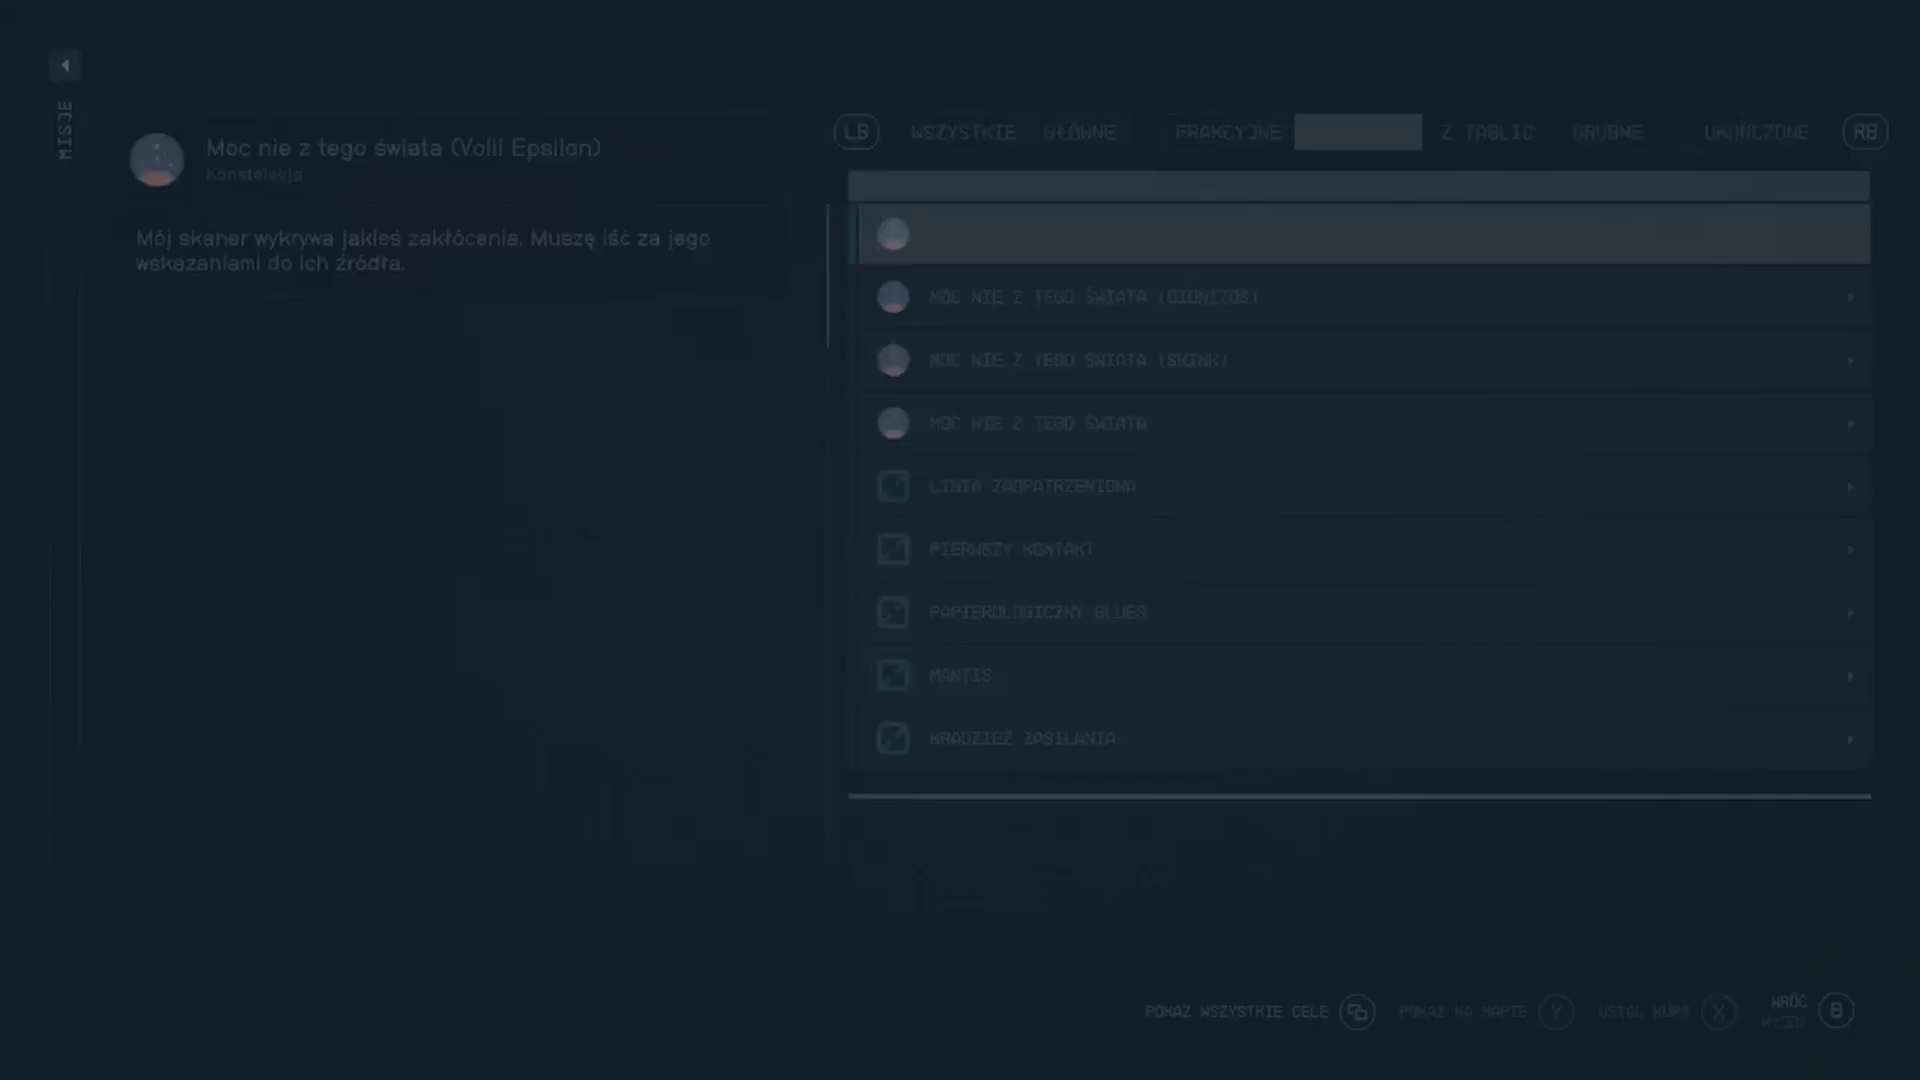 MISJE
Moc nie z tego świata (Volii Epsilon)
Konstelacja
Mój skaner wykrywa jakieś zakłócenia. Muszę iść za jego
wskazaniami do ich źródła.
LB WSZYSTKIE GŁÓWNE FRAKCYJNE Z TABLIC DROBNE UKOŃCZONE RB
MOC NIE Z TEGO ŚWIATA (DIONIZOS)
MOC NIE Z TEGO ŚWIATA (SKINK)
MOC NIE Z TEGO ŚWIATA
LINIA ZAOPATRZENIOWA
PIERWSZY KONTAKT
PAPIEROLOGICZNY BLUES
MANTIS
KRADZIEŻ ZASILANIA
POKAŻ WSZYSTKIE CELE POKAŻ NA MAPIE Y USTAL KURS X WRÓĆ B